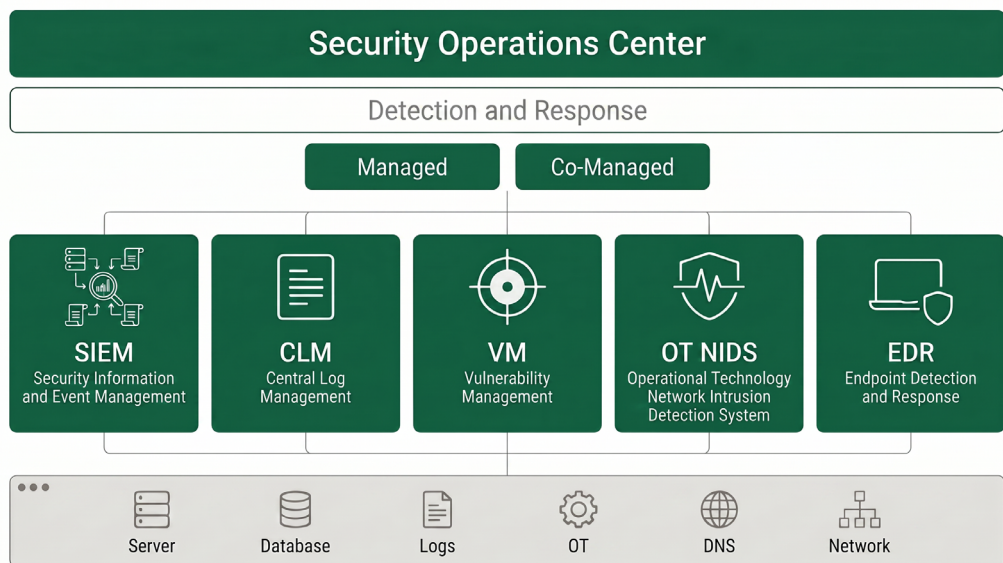 Security Operations Center
Detection and Response
Managed
Co-Managed
SIEM
Security Information
and Event Management
CLM
Central Log
Management
VM
Vulnerability
Management
OT NIDS
Operational Technology
Network Intrusion
Detection System
EDR
Endpoint Detection
and Response
Server
Database
Logs
OT
DNS
Network